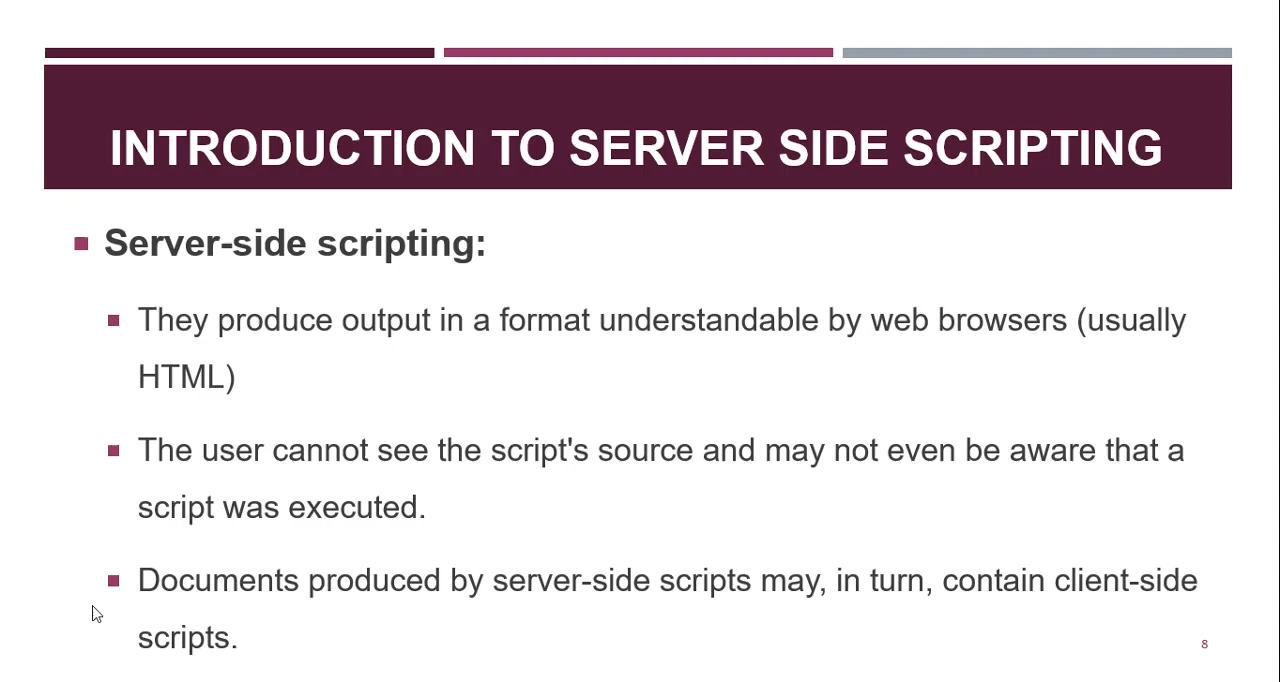 INTRODUCTION TO SERVER SIDE SCRIPTING
Server-side scripting:
They produce output in a format understandable by web browsers (usually
HTML)
The user cannot see the script's source and may not even be aware that a
script was executed.
Documents produced by server-side scripts may, in turn, contain client-side
scripts.
8